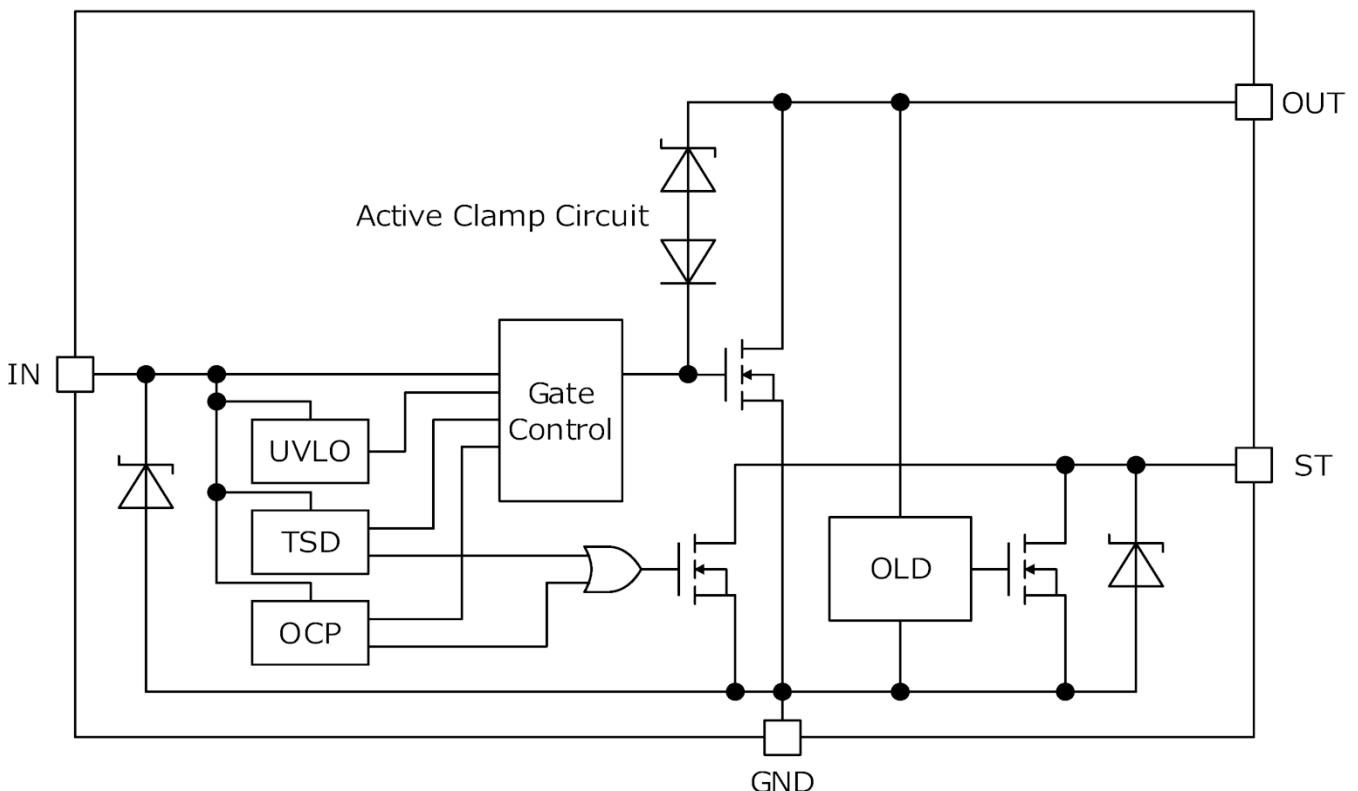 OUT
Active Clamp Circuit
IN
Gate
Control
UVLO
ST
TSD
OLD
OCP
GND